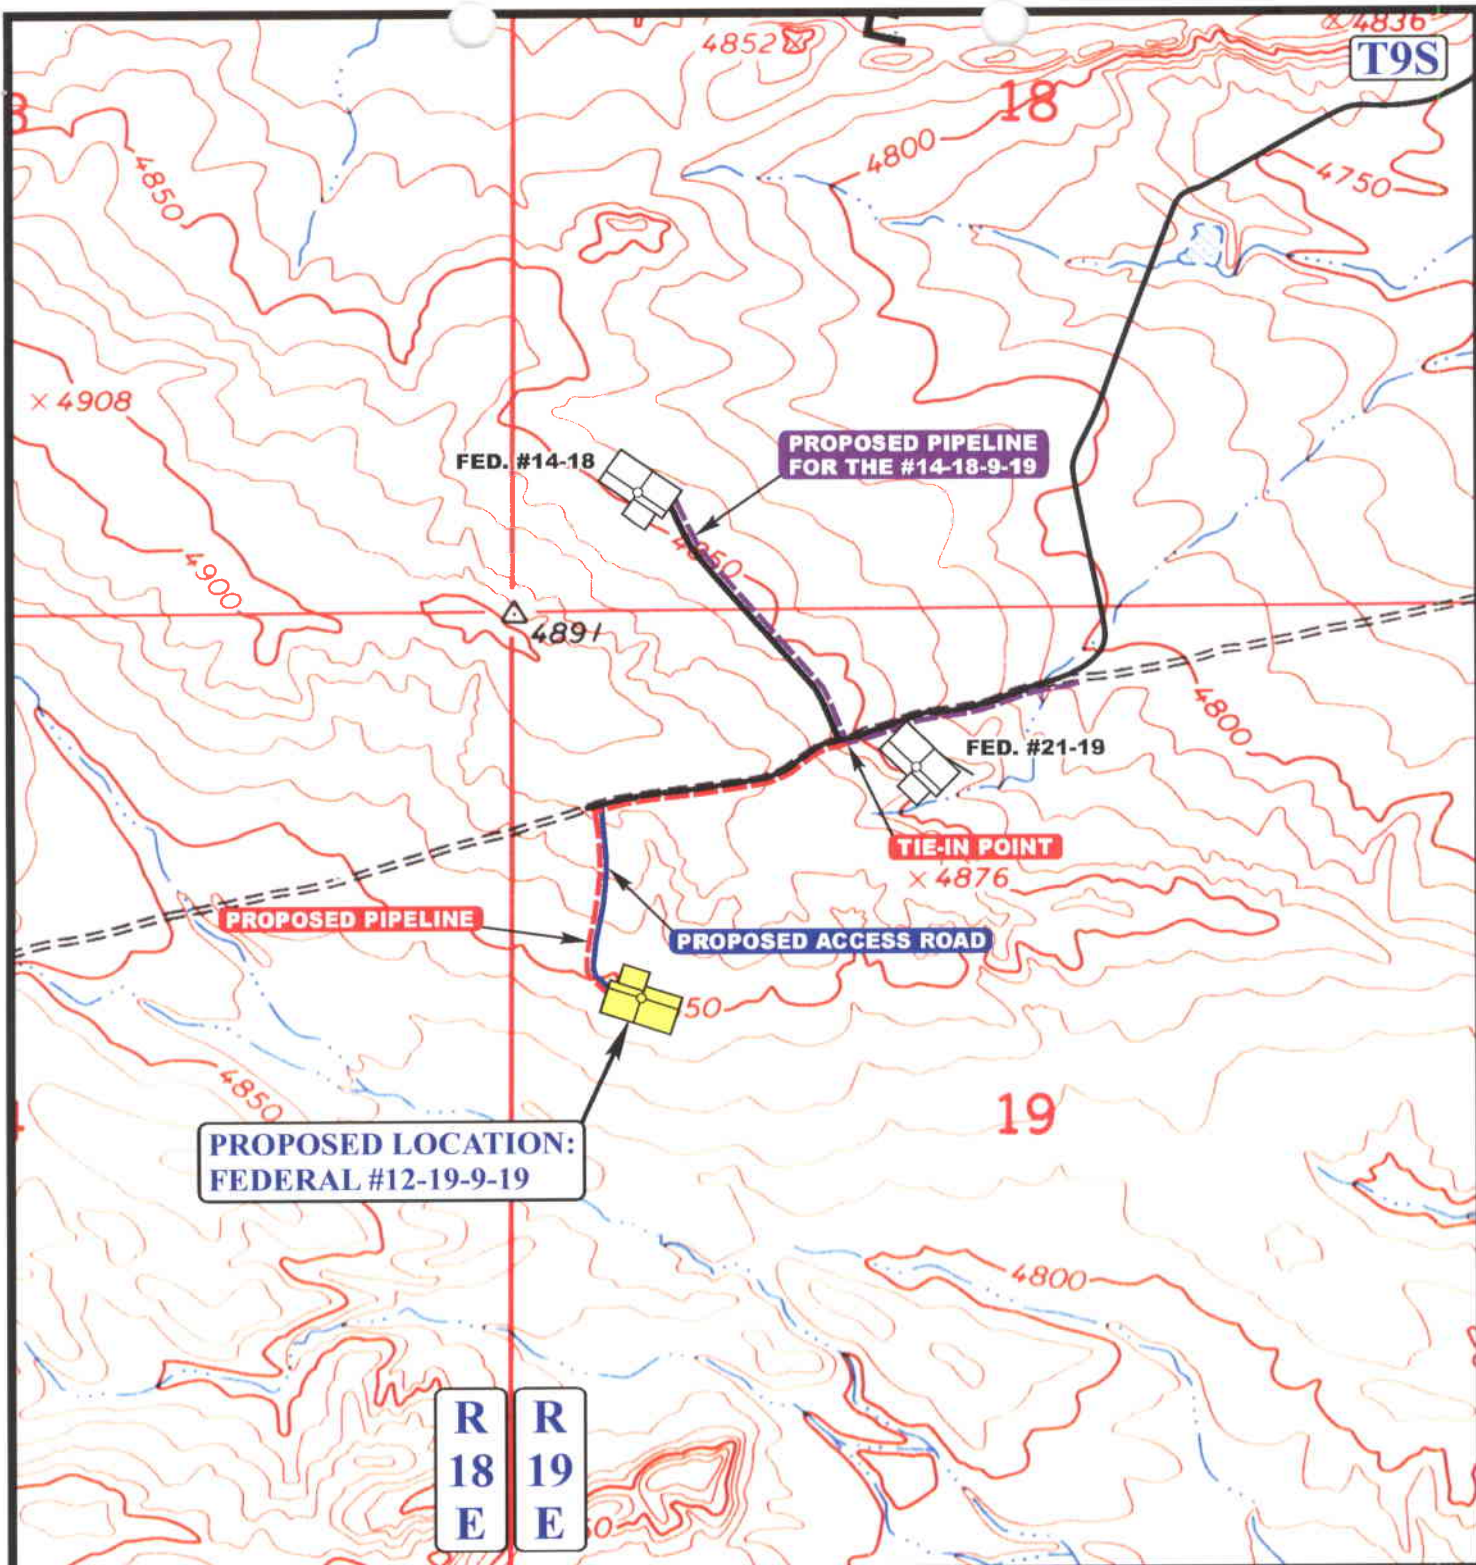 4852
4836
T9S
18
4800
4850
4750
× 4908
FED. #14-18
PROPOSED PIPELINE
FOR THE #14-18-9-19
4850
4900
4891
4800
FED. #21-19
TIE-IN POINT
× 4876
PROPOSED PIPELINE
PROPOSED ACCESS ROAD
50
4850
19
PROPOSED LOCATION:
FEDERAL #12-19-9-19
4800
R
18
E
R
19
E